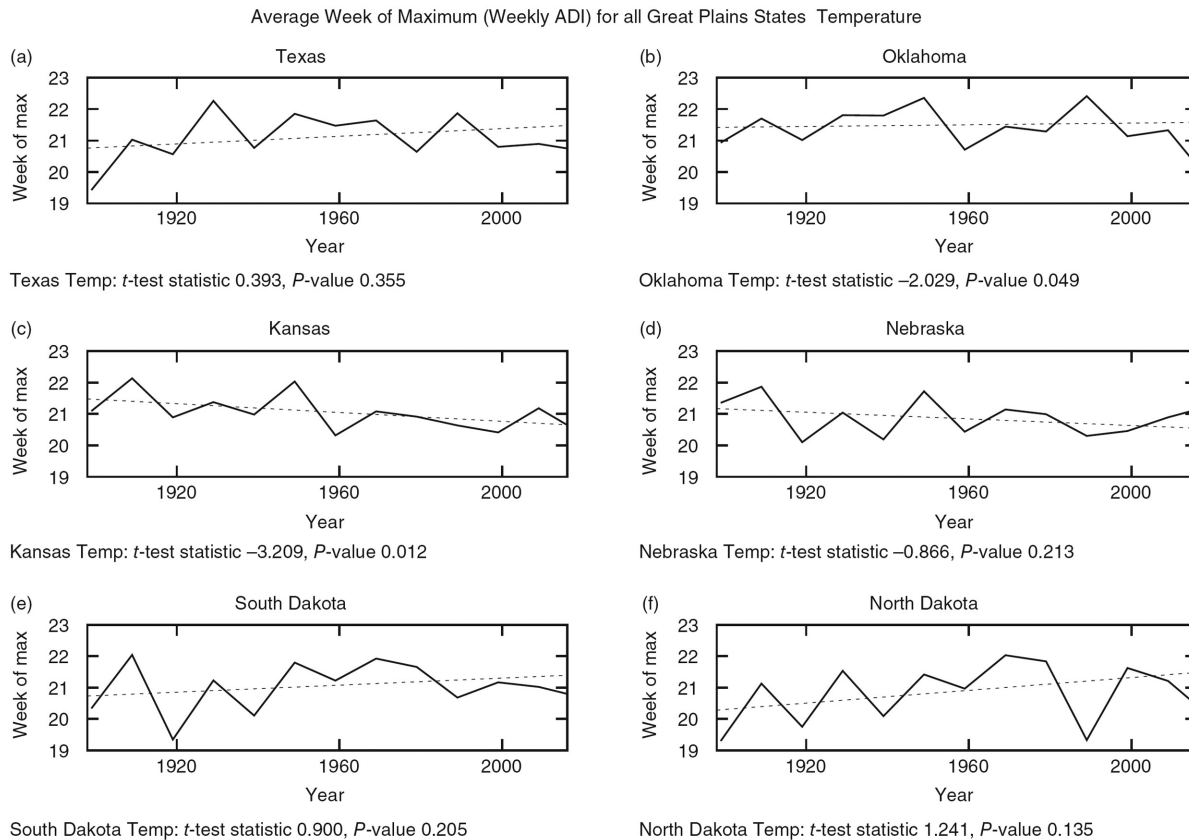 Average Week of Maximum (Weekly ADI) for all Great Plains States Temperature
(a)
Texas
Week of max
23
22
21
20
19
1920
1960
2000
Year
Texas Temp: t-test statistic 0.393, P-value 0.355
(b)
Oklahoma
Week of max
23
22
21
20
19
1920
1960
2000
Year
Oklahoma Temp: t-test statistic –2.029, P-value 0.049
(c)
Kansas
Week of max
23
22
21
20
19
1920
1960
2000
Year
Kansas Temp: t-test statistic –3.209, P-value 0.012
(d)
Nebraska
Week of max
23
22
21
20
19
1920
1960
2000
Year
Nebraska Temp: t-test statistic –0.866, P-value 0.213
(e)
South Dakota
Week of max
23
22
21
20
19
1920
1960
2000
Year
South Dakota Temp: t-test statistic 0.900, P-value 0.205
(f)
North Dakota
Week of max
23
22
21
20
19
1920
1960
2000
Year
North Dakota Temp: t-test statistic 1.241, P-value 0.135